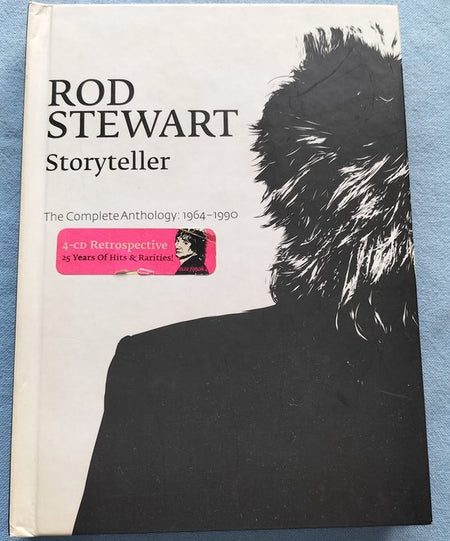 ROD
STEWART
Storyteller
The Complete Anthology: 1964–1990
4-CD Retrospective
25 Years Of Hits & Rarities!